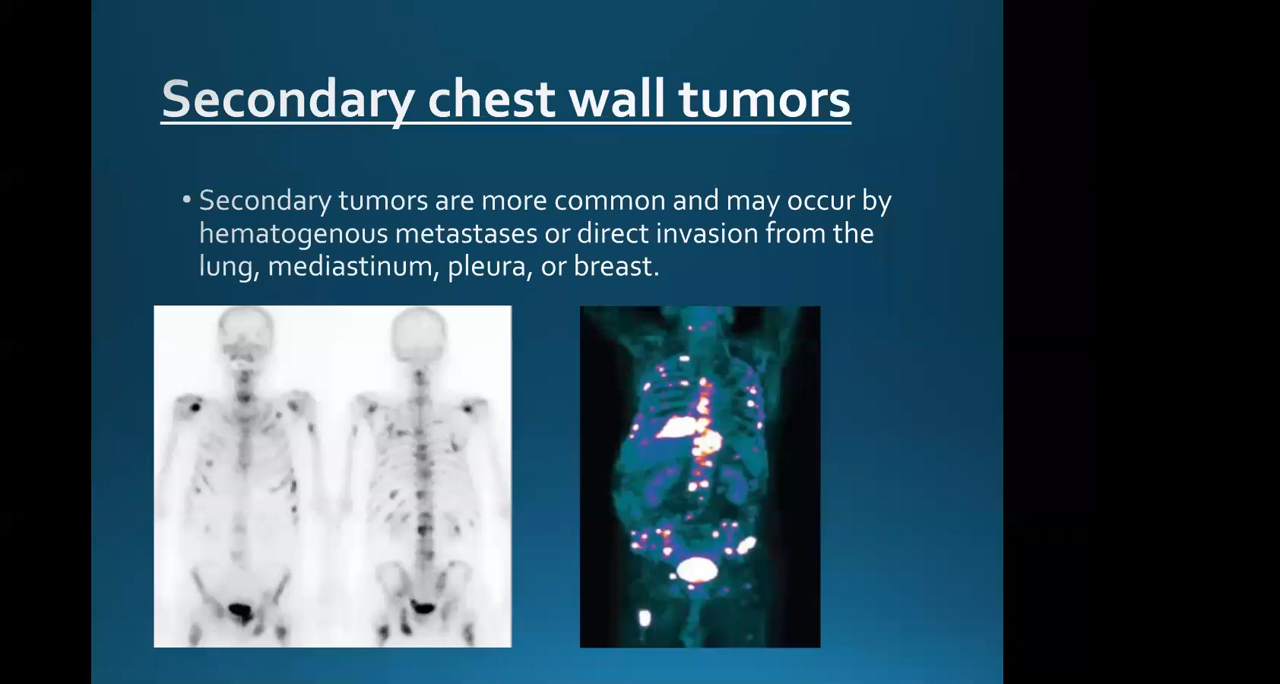 Secondary chest wall tumors
• Secondary tumors are more common and may occur by
hematogenous metastases or direct invasion from the
lung, mediastinum, pleura, or breast.